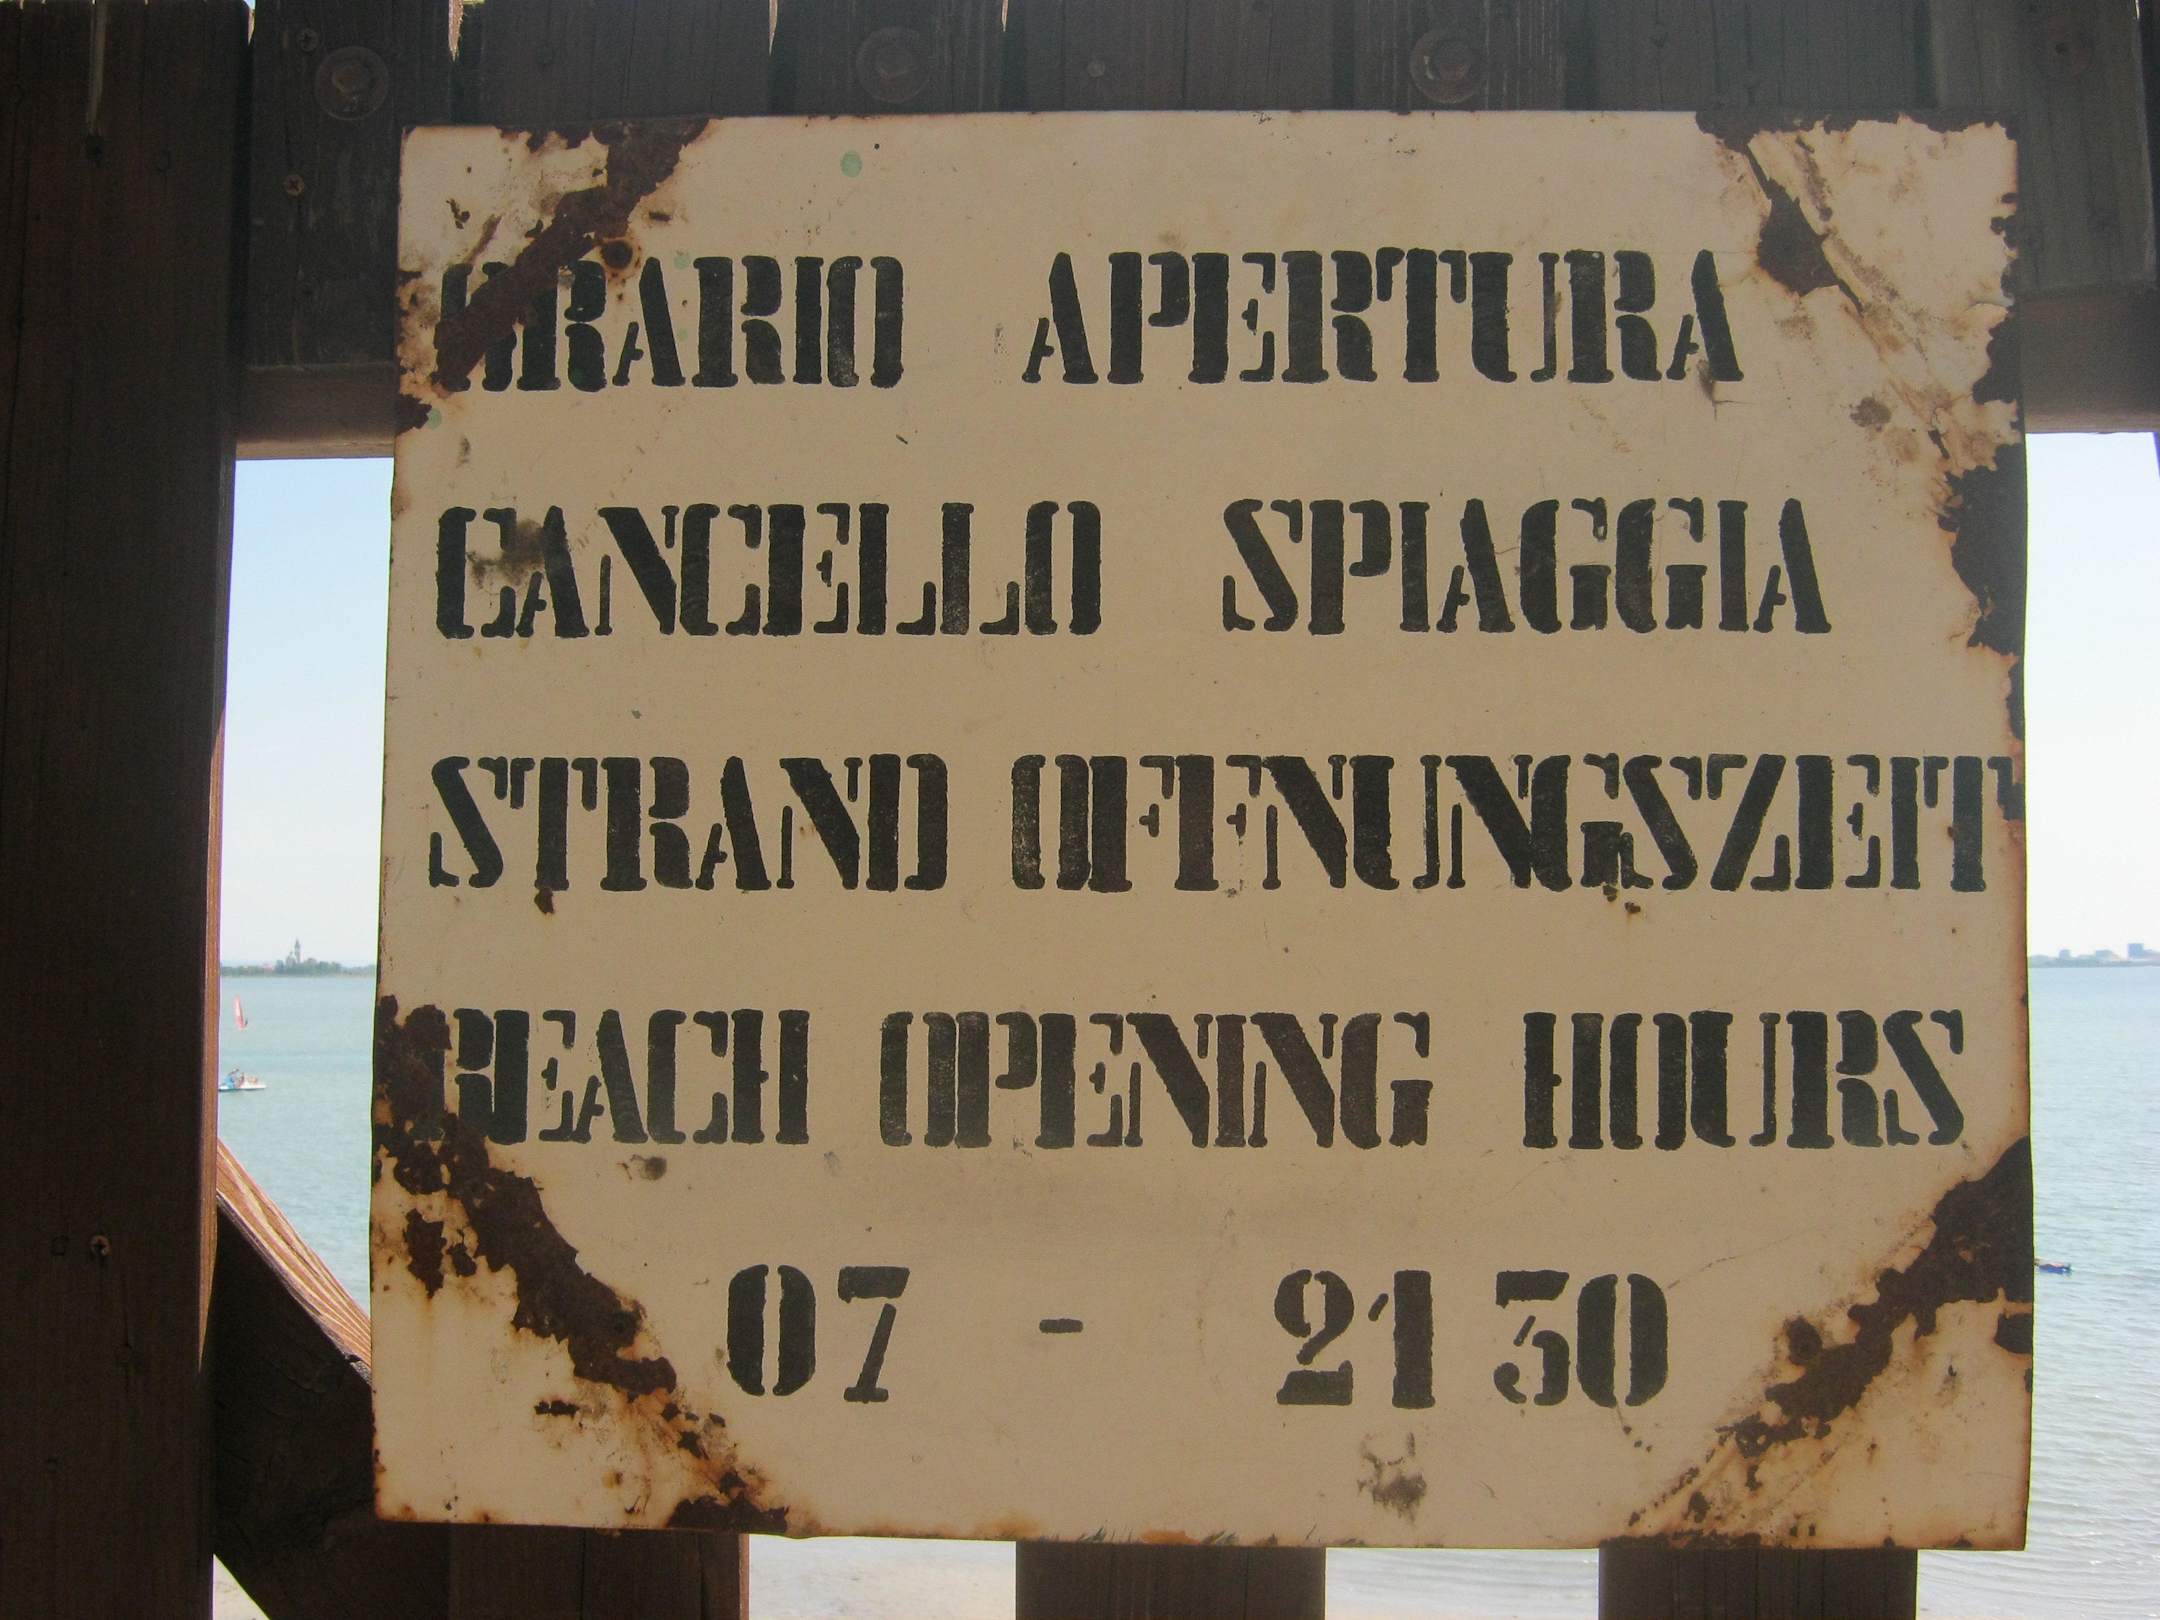 ORARIO APERTURA
CANCELLO SPIAGGIA
STRAND OFFNUNGSZEIT
BEACH OPENING HOURS
07 - 21 30